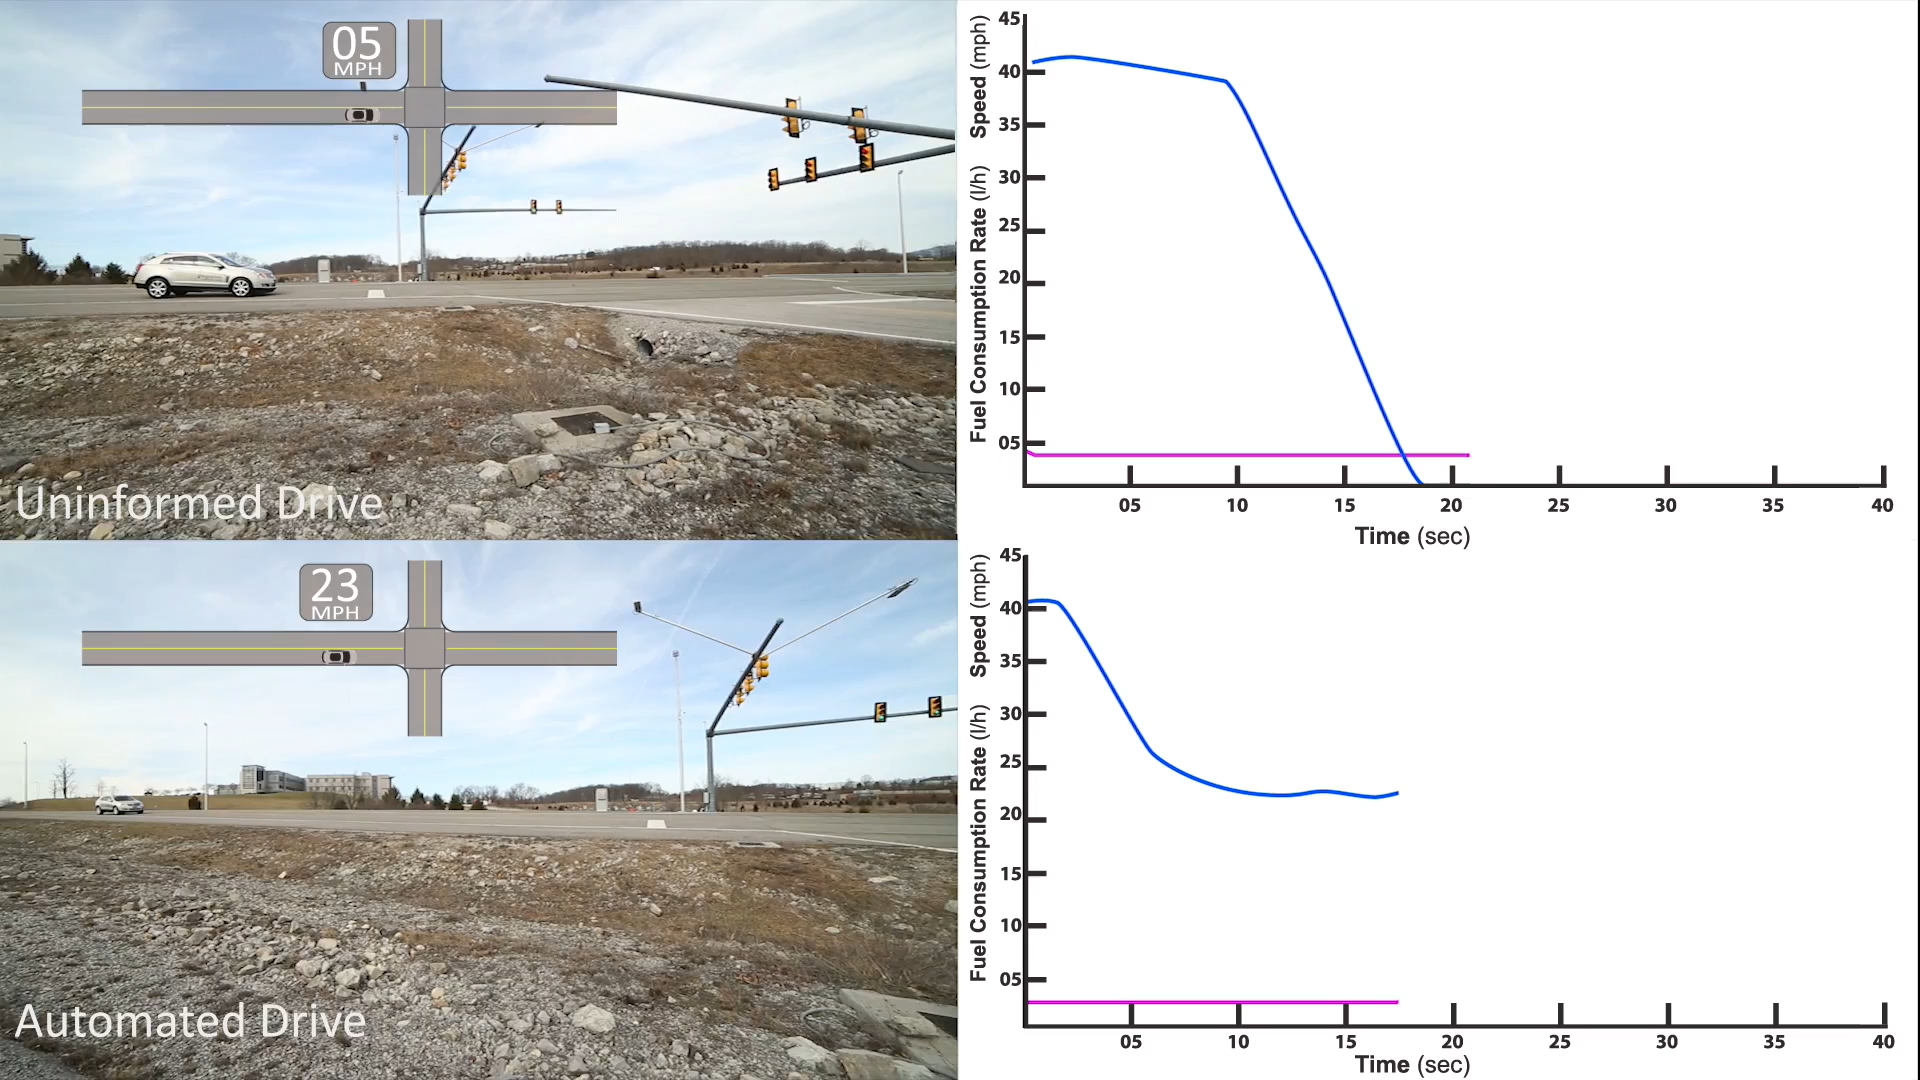 05
MPH
Uninformed Drive
Fuel Consumption Rate (l/h) Speed (mph)
45
40
35
30
25
20
15
10
05
05 10 15 20 25 30 35 40
Time (sec)
23
MPH
Automated Drive
Fuel Consumption Rate (l/h) Speed (mph)
45
40
35
30
25
20
15
10
05
05 10 15 20 25 30 35 40
Time (sec)